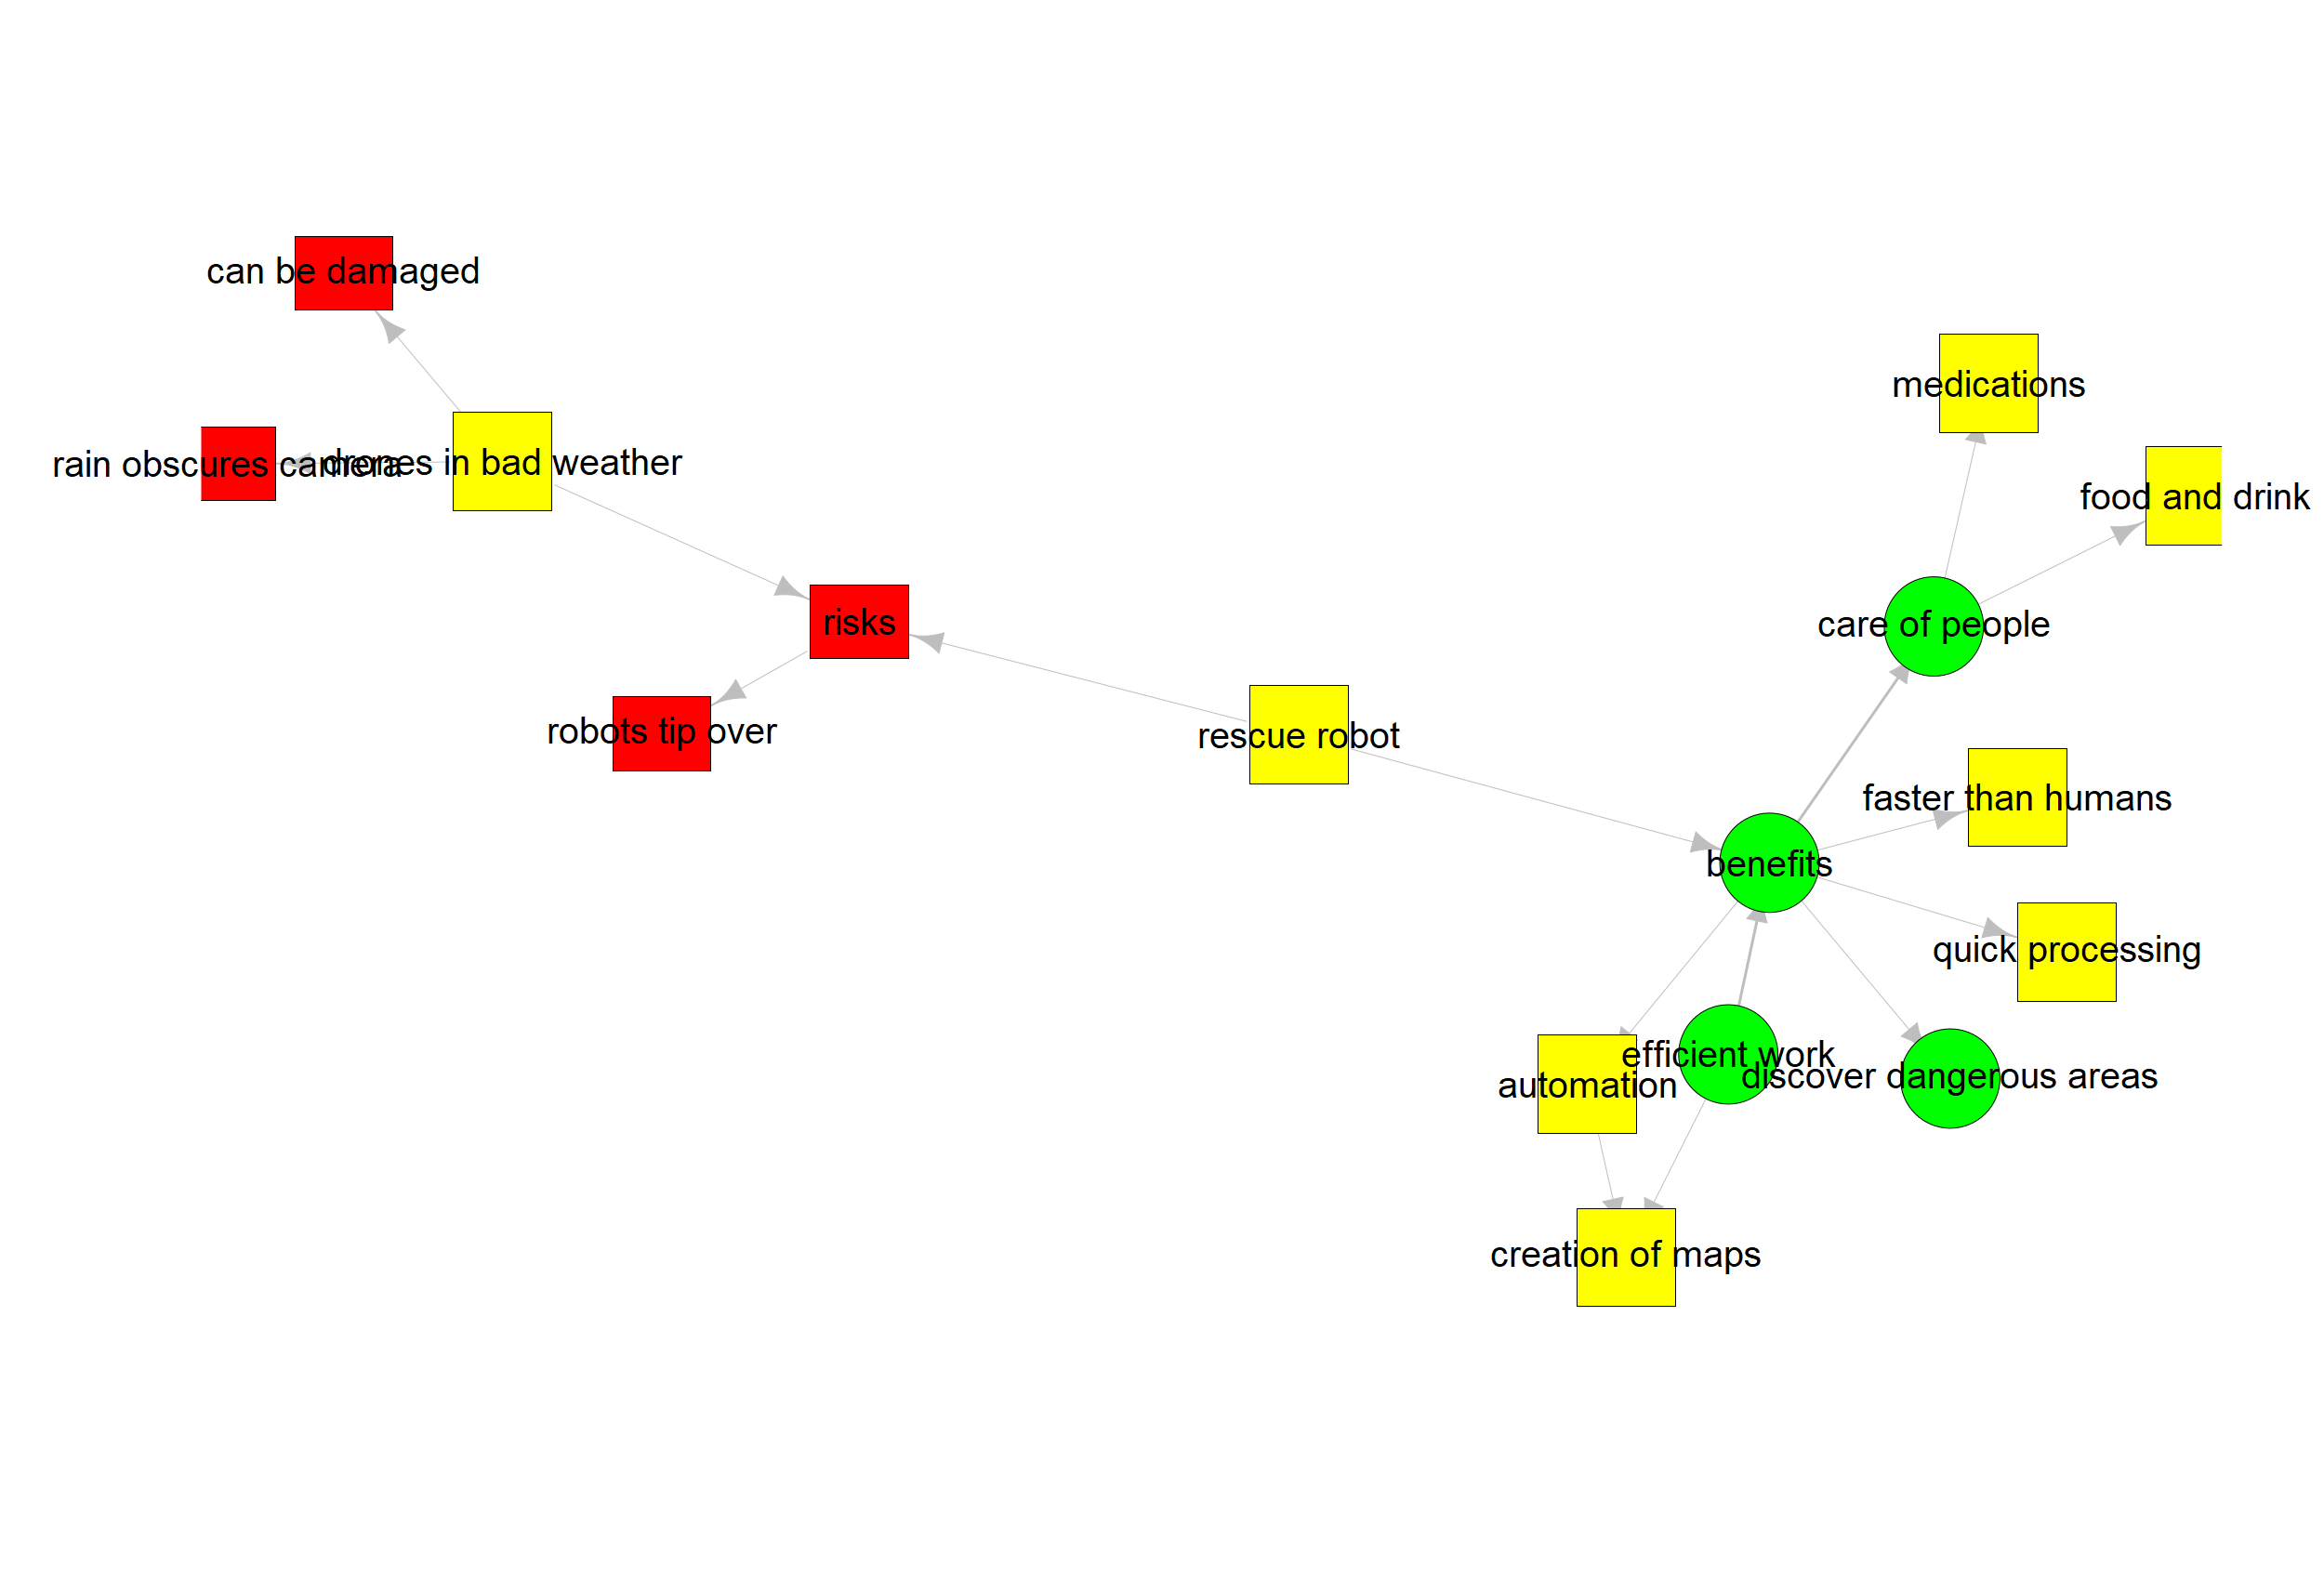 can be damaged
medications
rain obscures camera
drones in bad weather
food and drink
risks
care of people
robots tip over
rescue robot
faster than humans
benefits
quick processing
efficient work
discover dangerous areas
automation
creation of maps